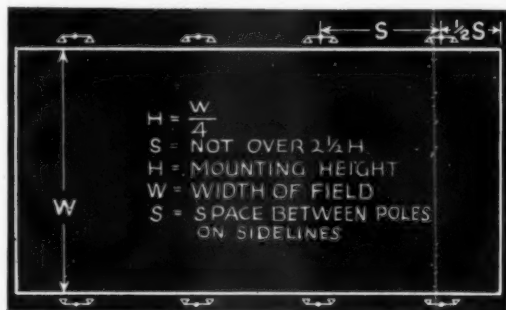 S ½S
H = W/4
S = NOT OVER 2½ H
H = MOUNTING HEIGHT
W = WIDTH OF FIELD
W
S = SPACE BETWEEN POLES
ON SIDELINES